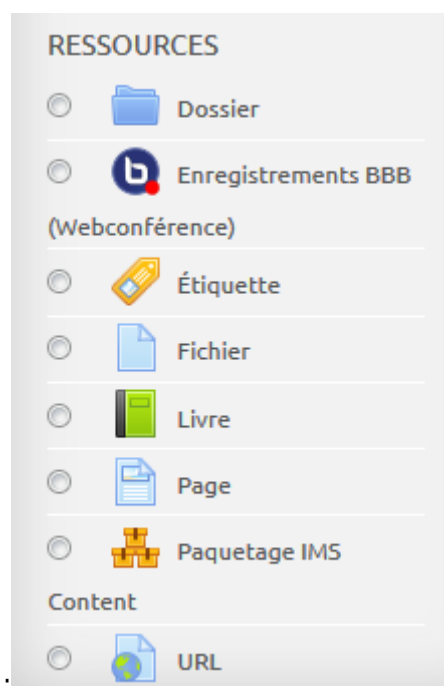 RESSOURCES
Dossier
Enregistrements BBB
(Webconférence)
Étiquette
Fichier
Livre
Page
Paquetage IMS
Content
. URL